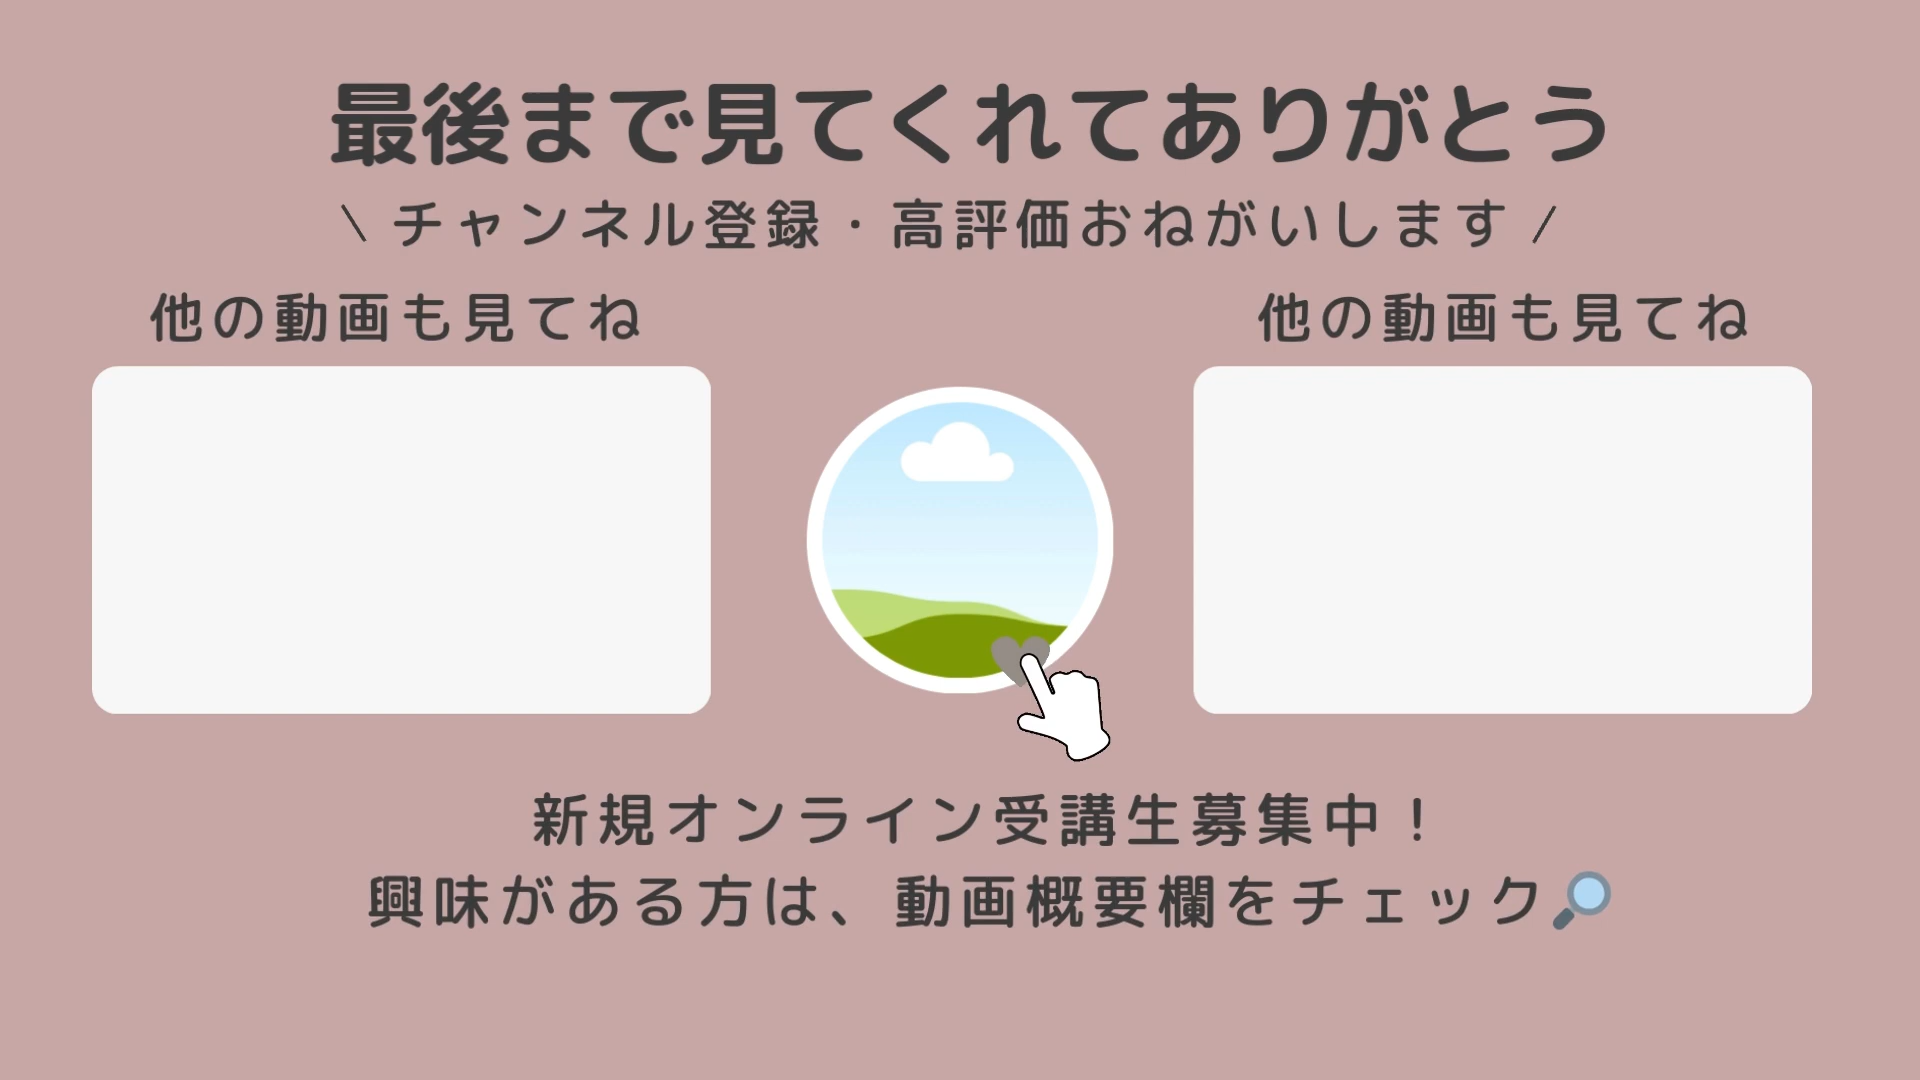 最後まで見てくれてありがとう
\ チャンネル登録・高評価おねがいします /
他の動画も見てね
他の動画も見てね
新規オンライン受講生募集中！
興味がある方は、動画概要欄をチェック🔎